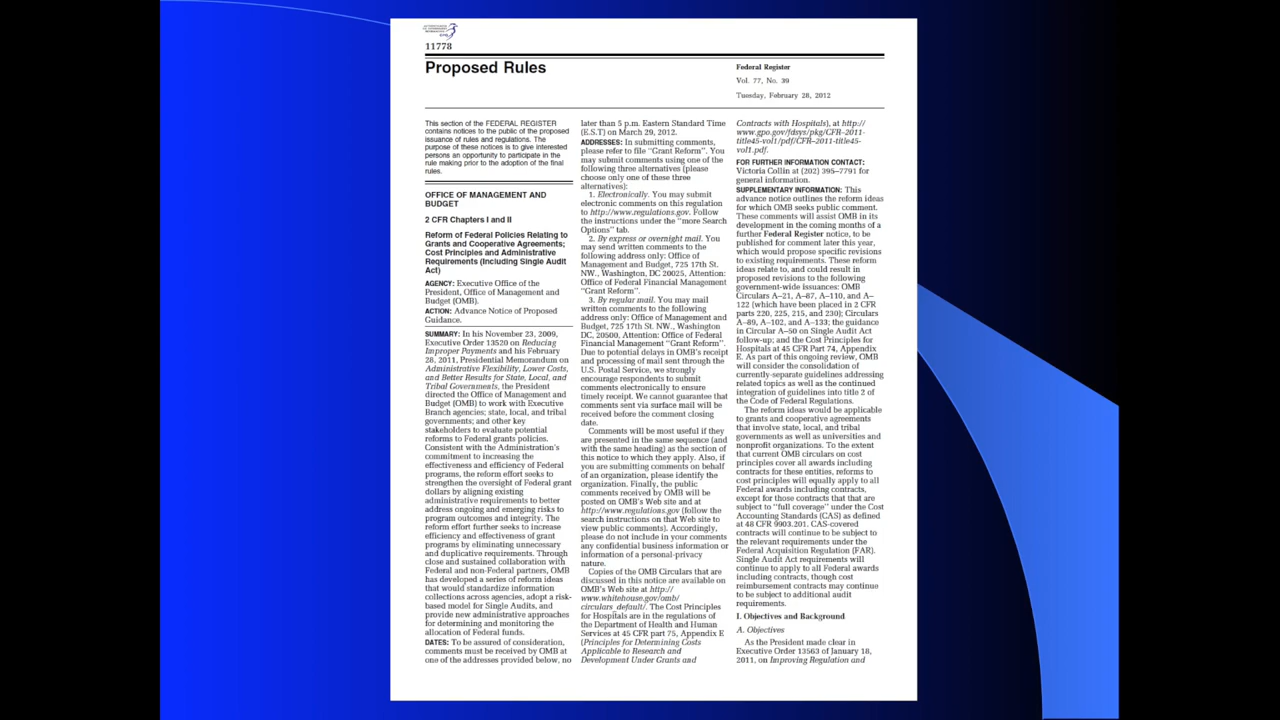 11778
Proposed Rules
Federal Register
Vol. 77, No. 39
Tuesday, February 28, 2012
This section of the FEDERAL REGISTER
contains notices to the public of the proposed
issuance of rules and regulations. The
purpose of these notices is to give interested
persons an opportunity to participate in the
rule making prior to the adoption of the final
rules.
OFFICE OF MANAGEMENT AND
BUDGET
2 CFR Chapters I and II
Reform of Federal Policies Relating to
Grants and Cooperative Agreements;
Cost Principles and Administrative
Requirements (Including Single Audit
Act)
AGENCY: Executive Office of the
President, Office of Management and
Budget (OMB).
ACTION: Advance Notice of Proposed
Guidance.
SUMMARY: In his November 23, 2009,
Executive Order 13520 on Reducing
Improper Payments and his February
28, 2011, Presidential Memorandum on
Administrative Flexibility, Lower Costs,
and Better Results for State, Local, and
Tribal Governments, the President
directed the Office of Management and
Budget (OMB) to work with Executive
Branch agencies; state, local, and tribal
governments; and other key
stakeholders to evaluate potential
reforms to Federal grants policies.
Consistent with the Administration's
commitment to increasing the
effectiveness and efficiency of Federal
programs, the reform effort seeks to
strengthen the oversight of Federal grant
dollars by aligning existing
administrative requirements to better
address ongoing and emerging risks to
program outcomes and integrity. The
reform effort further seeks to increase
efficiency and effectiveness of grant
programs by eliminating unnecessary
and duplicative requirements. Through
close and sustained collaboration with
Federal and non-Federal partners, OMB
has developed a series of reform ideas
that would standardize information
collections across agencies, adopt a risk-
based model for Single Audits, and
provide new administrative approaches
for determining and monitoring the
allocation of Federal funds.
DATES: To be assured of consideration,
comments must be received by OMB at
one of the addresses provided below, no
later than 5 p.m. Eastern Standard Time
(E.S.T) on March 29, 2012.
ADDRESSES: In submitting comments,
please refer to file "Grant Reform". You
may submit comments using one of the
following three alternatives (please
choose only one of these three
alternatives):
1. Electronically. You may submit
electronic comments on this regulation
to http://www.regulations.gov. Follow
the instructions under the "more Search
Options" tab.
2. By express or overnight mail. You
may send written comments to the
following address only: Office of
Management and Budget, 725 17th St.
NW., Washington, DC 20025, Attention:
Office of Federal Financial Management
"Grant Reform".
3. By regular mail. You may mail
written comments to the following
address only: Office of Management and
Budget, 725 17th St. NW., Washington
DC, 20500, Attention: Office of Federal
Financial Management "Grant Reform".
Due to potential delays in OMB's receipt
and processing of mail sent through the
U.S. Postal Service, we strongly
encourage respondents to submit
comments electronically to ensure
timely receipt. We cannot guarantee that
comments sent via surface mail will be
received before the comment closing
date.
Comments will be most useful if they
are presented in the same sequence (and
with the same heading) as the section of
this notice to which they apply. Also, if
you are submitting comments on behalf
of an organization, please identify the
organization. Finally, the public
comments received by OMB will be
posted on OMB's Web site and at
http://www.regulations.gov (follow the
search instructions on that Web site to
view public comments). Accordingly,
please do not include in your comments
any confidential business information or
information of a personal-privacy
nature.
Copies of the OMB Circulars that are
discussed in this notice are available on
OMB's Web site at http://
www.whitehouse.gov/omb/
circulars_default/. The Cost Principles
for Hospitals are in the regulations of
the Department of Health and Human
Services at 45 CFR part 75, Appendix E
(Principles for Determining Costs
Applicable to Research and
Development Under Grants and
Contracts with Hospitals), at http://
www.gpo.gov/fdsys/pkg/CFR-2011-
title45-vol1/pdf/CFR-2011-title45-
vol1.pdf.
FOR FURTHER INFORMATION CONTACT:
Victoria Collin at (202) 395–7791 for
general information.
SUPPLEMENTARY INFORMATION: This
advance notice outlines the reform ideas
for which OMB seeks public comment.
These comments will assist OMB in its
development in the coming months of a
further Federal Register notice, to be
published for comment later this year,
which would propose specific revisions
to existing requirements. These reform
ideas relate to, and could result in
proposed revisions to the following
government-wide issuances: OMB
Circulars A–21, A–87, A–110, and A–
122 (which have been placed in 2 CFR
parts 220, 225, 215, and 230); Circulars
A–89, A–102, and A–133; the guidance
in Circular A–50 on Single Audit Act
follow-up; and the Cost Principles for
Hospitals at 45 CFR Part 74, Appendix
E. As part of this ongoing review, OMB
will consider the consolidation of
currently-separate guidelines addressing
related topics as well as the continued
integration of guidelines into title 2 of
the Code of Federal Regulations.
The reform ideas would be applicable
to grants and cooperative agreements
that involve state, local, and tribal
governments as well as universities and
nonprofit organizations. To the extent
that current OMB circulars on cost
principles cover all awards including
contracts for these entities, reforms to
cost principles will equally apply to all
Federal awards including contracts,
except for those contracts that that are
subject to "full coverage" under the Cost
Accounting Standards (CAS) as defined
at 48 CFR 9903.201. CAS-covered
contracts will continue to be subject to
the relevant requirements under the
Federal Acquisition Regulation (FAR).
Single Audit Act requirements will
continue to apply to all Federal awards
including contracts, though cost
reimbursement contracts may continue
to be subject to additional audit
requirements.
I. Objectives and Background
A. Objectives
As the President made clear in
Executive Order 13563 of January 18,
2011, on Improving Regulation and